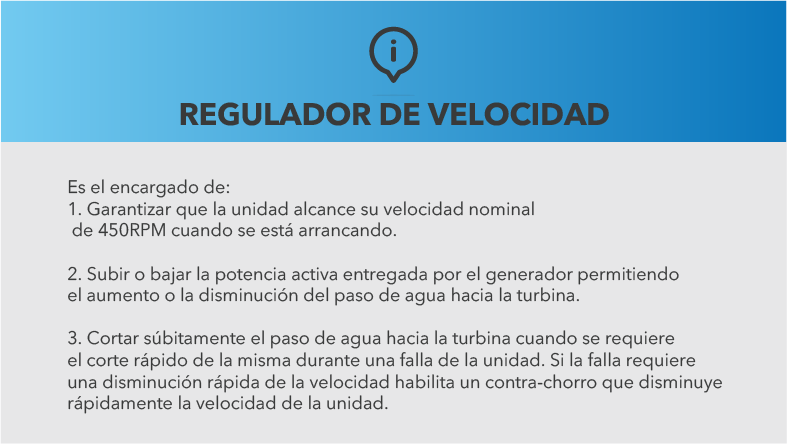 REGULADOR DE VELOCIDAD
Es el encargado de:
1. Garantizar que la unidad alcance su velocidad nominal
de 450RPM cuando se está arrancando.
2. Subir o bajar la potencia activa entregada por el generador permitiendo
el aumento o la disminución del paso de agua hacia la turbina.
3. Cortar súbitamente el paso de agua hacia la turbina cuando se requiere
el corte rápido de la misma durante una falla de la unidad. Si la falla requiere
una disminución rápida de la velocidad habilita un contra-chorro que disminuye
rápidamente la velocidad de la unidad.